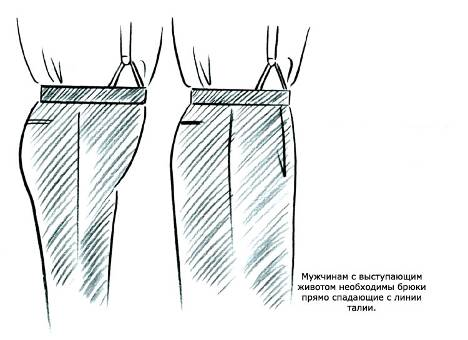 Мужчинам с выступающим
животом необходимы брюки
прямо спадающие с линии
талии.